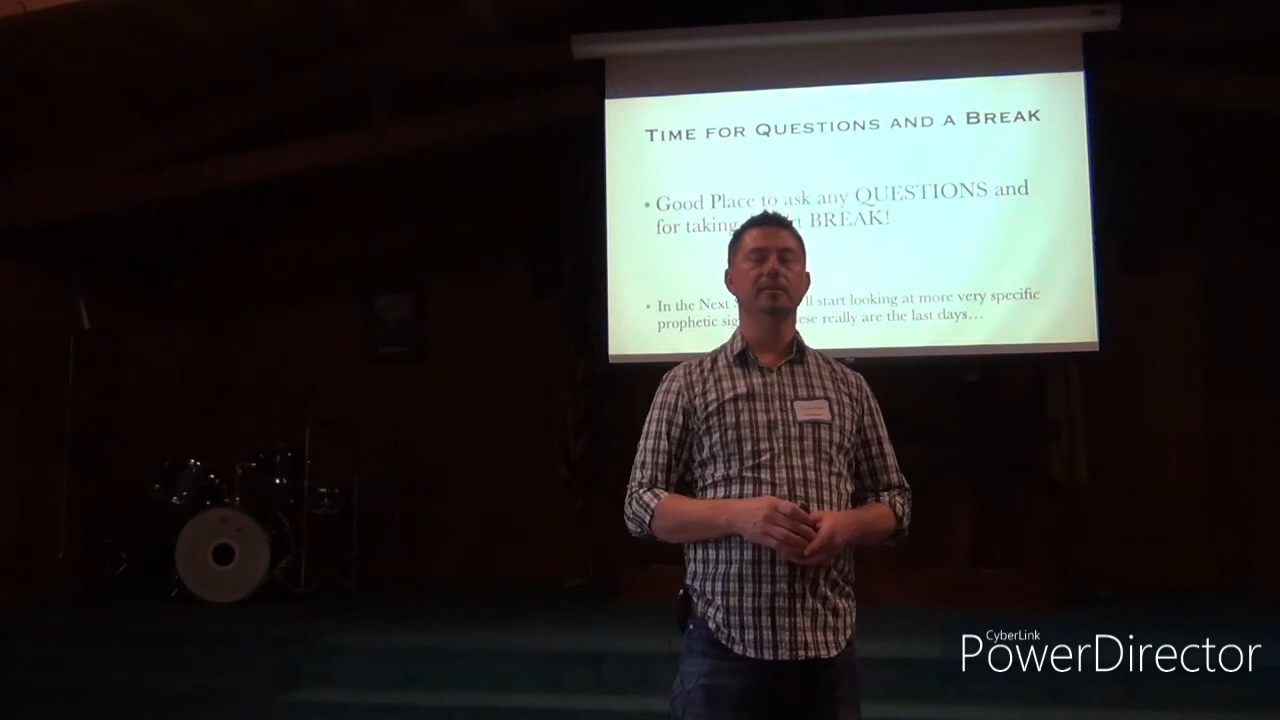 TIME FOR QUESTIONS AND A BREAK
• Good Place to ask any QUESTIONS and
for taking BREAK!
• In the Next start looking at more very specific
prophetic really are the last days...
CyberLink
PowerDirector